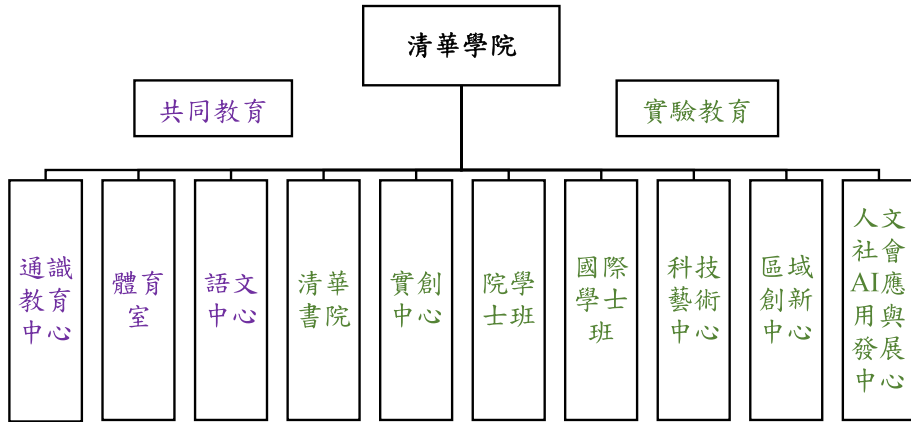 清華學院
共同教育
實驗教育
通識
教育
中心
體育
室
語文
中心
清華
書院
實創
中心
院學
士班
國際
學士
班
科技
藝術
中心
區域
創新
中心
人文
社會
AI應
用與
發展
中心